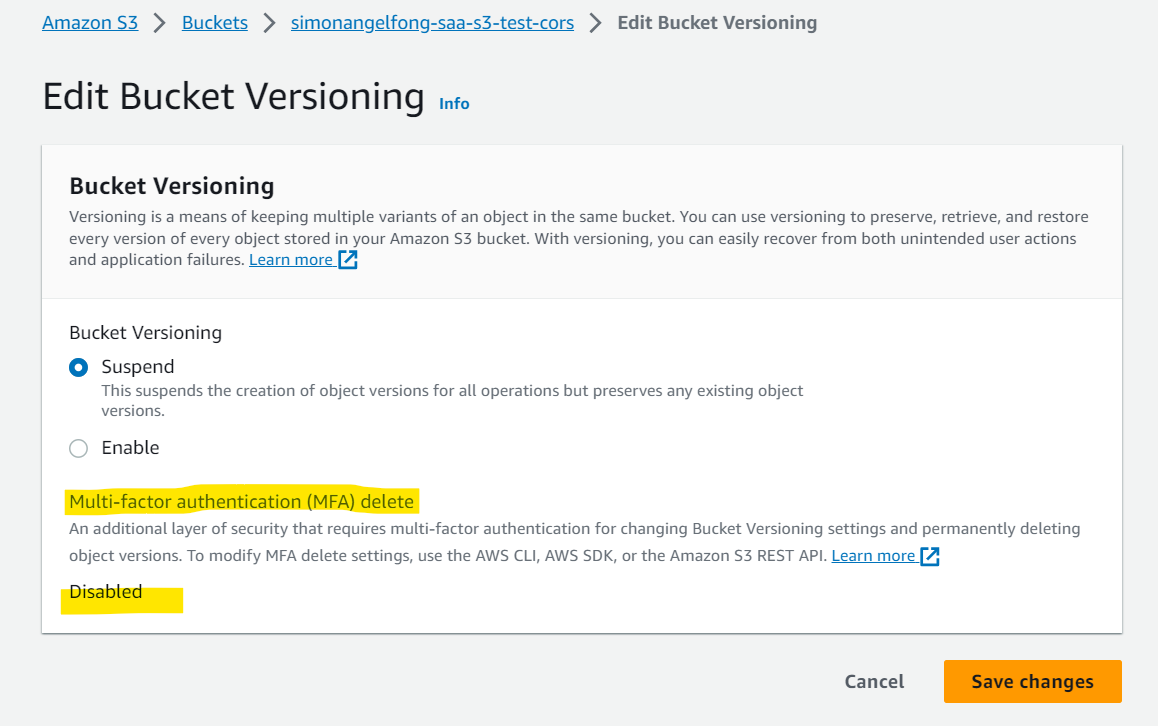 Amazon S3 > Buckets > simonangelfong-saa-s3-test-cors > Edit Bucket Versioning
Edit Bucket Versioning Info
Bucket Versioning
Versioning is a means of keeping multiple variants of an object in the same bucket. You can use versioning to preserve, retrieve, and restore
every version of every object stored in your Amazon S3 bucket. With versioning, you can easily recover from both unintended user actions
and application failures. Learn more
Bucket Versioning
Suspend
This suspends the creation of object versions for all operations but preserves any existing object
versions.
Enable
Multi-factor authentication (MFA) delete
An additional layer of security that requires multi-factor authentication for changing Bucket Versioning settings and permanently deleting
object versions. To modify MFA delete settings, use the AWS CLI, AWS SDK, or the Amazon S3 REST API. Learn more
Disabled
Cancel Save changes